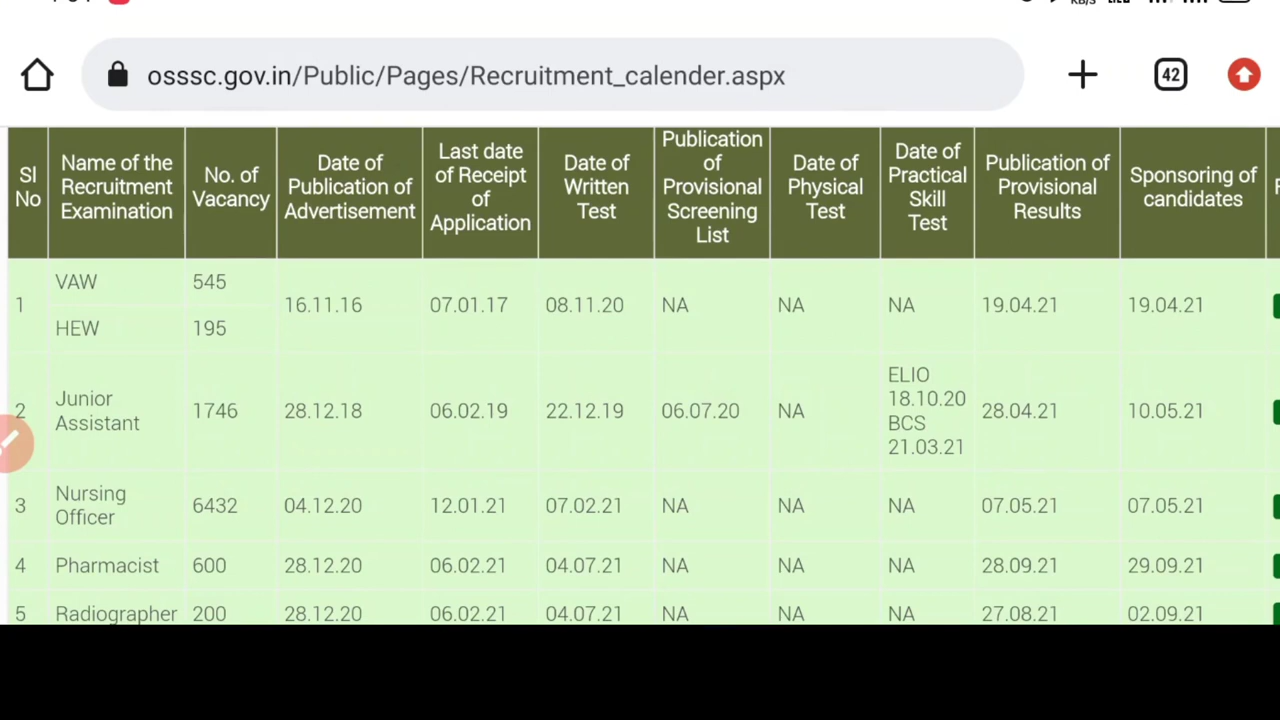 osssc.gov.in/Public/Pages/Recruitment_calender.aspx
42
Sl No
Name of the Recruitment Examination
No. of Vacancy
Date of Publication of Advertisement
Last date of Receipt of Application
Date of Written Test
Publication of Provisional Screening List
Date of Physical Test
Date of Practical Skill Test
Publication of Provisional Results
Sponsoring of candidates
1 VAW 545 16.11.16 07.01.17 08.11.20 NA NA NA 19.04.21 19.04.21
HEW 195
2 Junior Assistant 1746 28.12.18 06.02.19 22.12.19 06.07.20 NA ELIO 18.10.20 BCS 21.03.21 28.04.21 10.05.21
3 Nursing Officer 6432 04.12.20 12.01.21 07.02.21 NA NA NA 07.05.21 07.05.21
4 Pharmacist 600 28.12.20 06.02.21 04.07.21 NA NA NA 28.09.21 29.09.21
5 Radiographer 200 28.12.20 06.02.21 04.07.21 NA NA NA 27.08.21 02.09.21